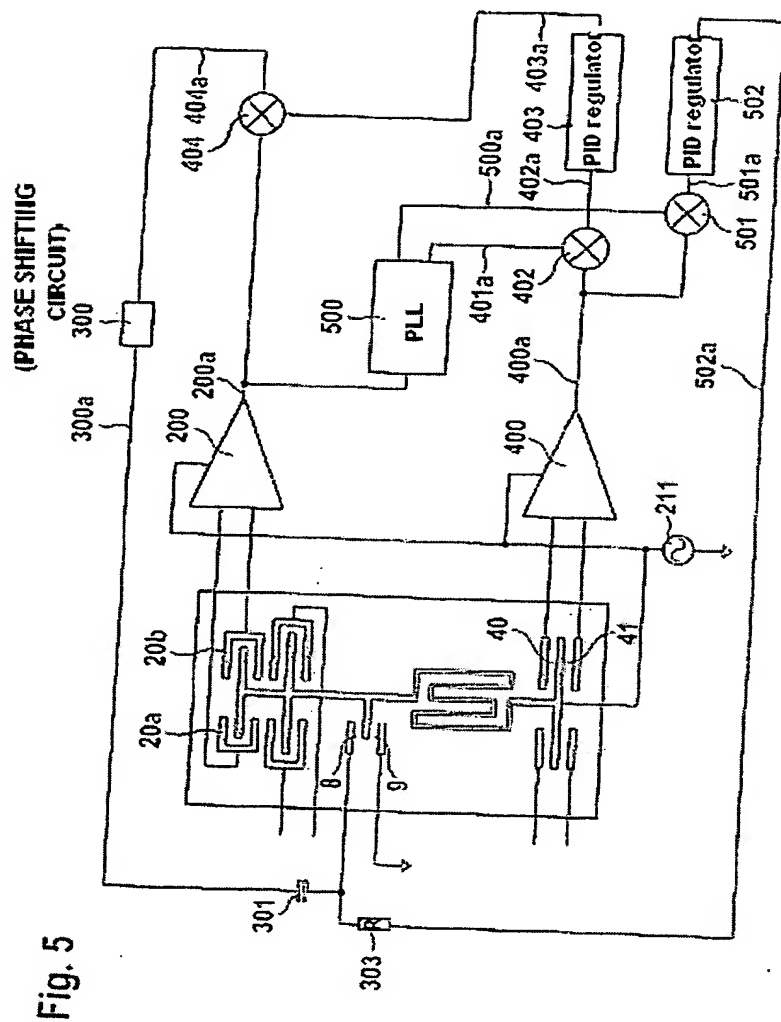 Fig. 5
(PHASE SHIFTING
CIRCUIT)
300
300a
404a
404
200a
200
403a
403
PID regulator
402a
500a
PID regulator
502
501a
501
500
PLL
401a
402
400a
400
502a
211
20b
20a
40
41
8
9
301
R
303